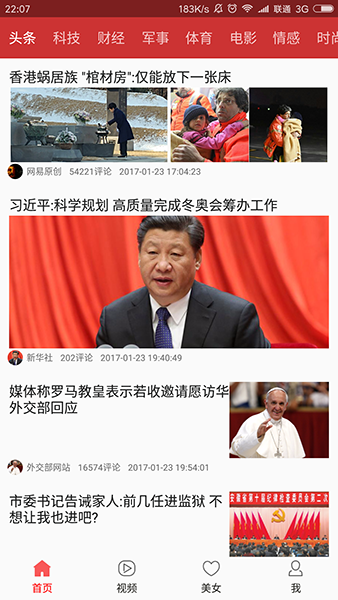 22:07
183K/s 联通 3G
头条 科技 财经 军事 体育 电影 情感 时尚
香港蜗居族 "棺材房":仅能放下一张床
网易原创 54221评论 2017-01-23 17:04:23
习近平:科学规划 高质量完成冬奥会筹办工作
新华社 202评论 2017-01-23 19:40:49
媒体称罗马教皇表示若收邀请愿访华
外交部回应
外交部网站 16574评论 2017-01-23 19:54:01
市委书记告诫家人:前几任进监狱 不
想让我也进吧?
安徽省第十届纪律检查委员会第二次
首页 视频 美女 我